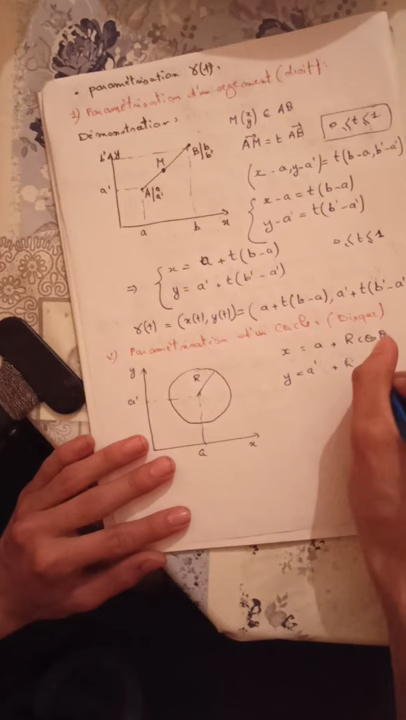 • paramétrisation γ(t).
1) Paramétrisation d'un segement (droit):
Démonstration:
M(x y) ∈ AB
AM = t AB
0 ≤ t ≤ 1
(x - a, y - a') = t(b - a, b' - a')
x - a = t(b - a)
y - a' = t(b' - a')
b' y
B| b b'
M
a'
A| a a'
a
b
x
⇒ { x = a + t(b - a)
y = a' + t(b' - a')
0 ≤ t ≤ 1
γ(t) = (x(t), y(t)) = (a + t(b - a), a' + t(b' - a'
2) Paramétrisation d'un cercle: (Disque)
x = a + R cos θ
y = a' + R
y
R
a'
a
x